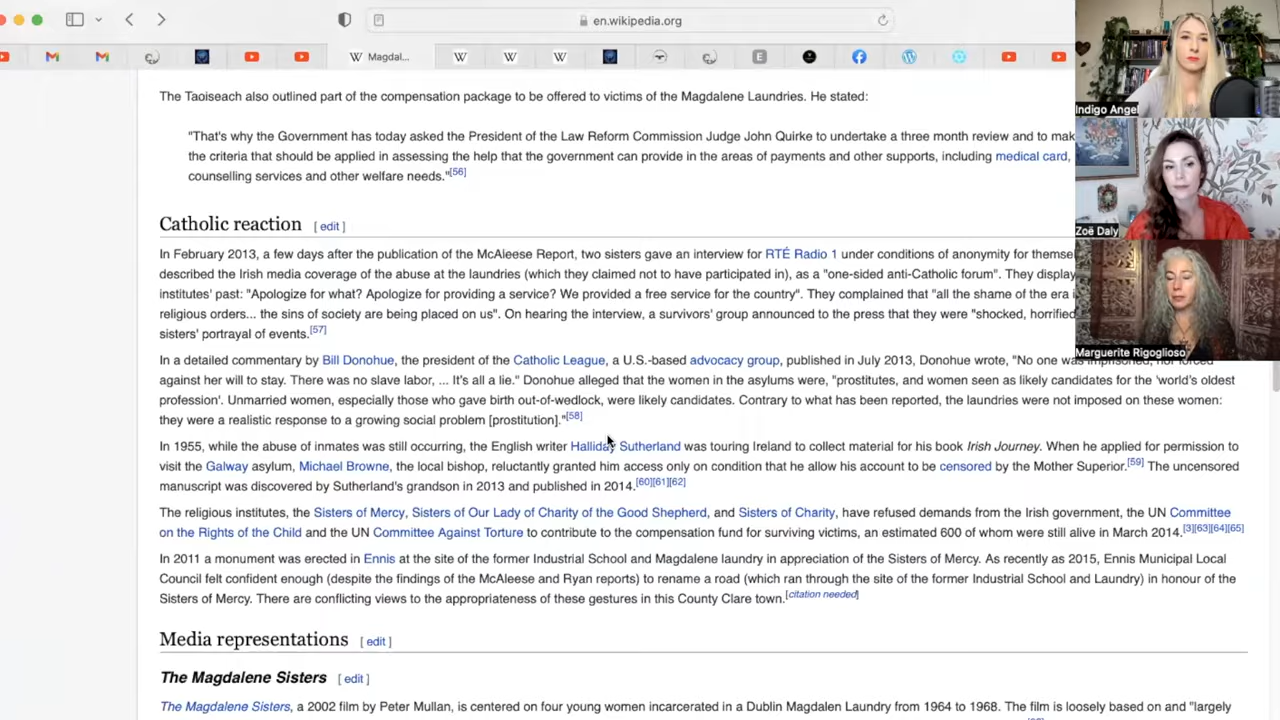 en.wikipedia.org
Magdal...
The Taoiseach also outlined part of the compensation package to be offered to victims of the Magdalene Laundries. He stated:
"That's why the Government has today asked the President of the Law Reform Commission Judge John Quirke to undertake a three month review and to mak
the criteria that should be applied in assessing the help that the government can provide in the areas of payments and other supports, including medical card,
counselling services and other welfare needs."[56]
Catholic reaction [ edit ]
In February 2013, a few days after the publication of the McAleese Report, two sisters gave an interview for RTÉ Radio 1 under conditions of anonymity for themse
described the Irish media coverage of the abuse at the laundries (which they claimed not to have participated in), as a "one-sided anti-Catholic forum". They display
institutes' past: "Apologize for what? Apologize for providing a service? We provided a free service for the country". They complained that "all the shame of the era i
religious orders... the sins of society are being placed on us". On hearing the interview, a survivors' group announced to the press that they were "shocked, horrified
sisters' portrayal of events.[57]
In a detailed commentary by Bill Donohue, the president of the Catholic League, a U.S.-based advocacy group, published in July 2013, Donohue wrote, "No one was imprisoned, nor forced
against her will to stay. There was no slave labor, ... It's all a lie." Donohue alleged that the women in the asylums were, "prostitutes, and women seen as likely candidates for the 'world's oldest
profession'. Unmarried women, especially those who gave birth out-of-wedlock, were likely candidates. Contrary to what has been reported, the laundries were not imposed on these women:
they were a realistic response to a growing social problem [prostitution]."[58]
In 1955, while the abuse of inmates was still occurring, the English writer Halliday Sutherland was touring Ireland to collect material for his book Irish Journey. When he applied for permission to
visit the Galway asylum, Michael Browne, the local bishop, reluctantly granted him access only on condition that he allow his account to be censored by the Mother Superior.[59] The uncensored
manuscript was discovered by Sutherland's grandson in 2013 and published in 2014.[60][61][62]
The religious institutes, the Sisters of Mercy, Sisters of Our Lady of Charity of the Good Shepherd, and Sisters of Charity, have refused demands from the Irish government, the UN Committee
on the Rights of the Child and the UN Committee Against Torture to contribute to the compensation fund for surviving victims, an estimated 600 of whom were still alive in March 2014.[3][63][64][65]
In 2011 a monument was erected in Ennis at the site of the former Industrial School and Magdalene laundry in appreciation of the Sisters of Mercy. As recently as 2015, Ennis Municipal Local
Council felt confident enough (despite the findings of the McAleese and Ryan reports) to rename a road (which ran through the site of the former Industrial School and Laundry) in honour of the
Sisters of Mercy. There are conflicting views to the appropriateness of these gestures in this County Clare town.[citation needed]
Media representations [ edit ]
The Magdalene Sisters [ edit ]
The Magdalene Sisters, a 2002 film by Peter Mullan, is centered on four young women incarcerated in a Dublin Magdalen Laundry from 1964 to 1968. The film is loosely based on and "largely
Indigo Angel
Zoë Daly
Marguerite Rigoglioso